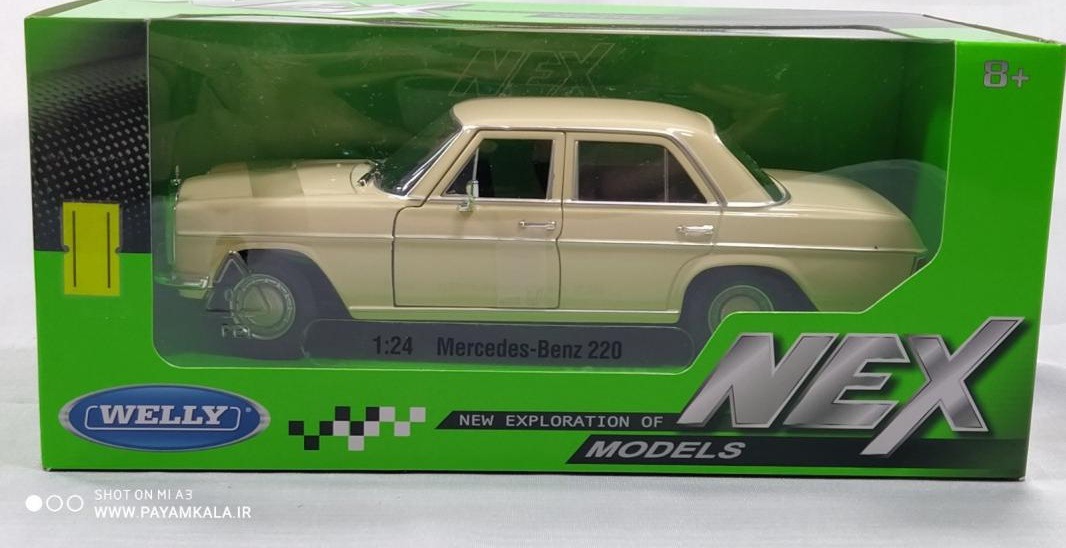 NEX
8+
1:24 Mercedes-Benz 220
WELLY
NEW EXPLORATION OF
NEX
MODELS
SHOT ON MI A3
WWW.PAYAMKALA.IR